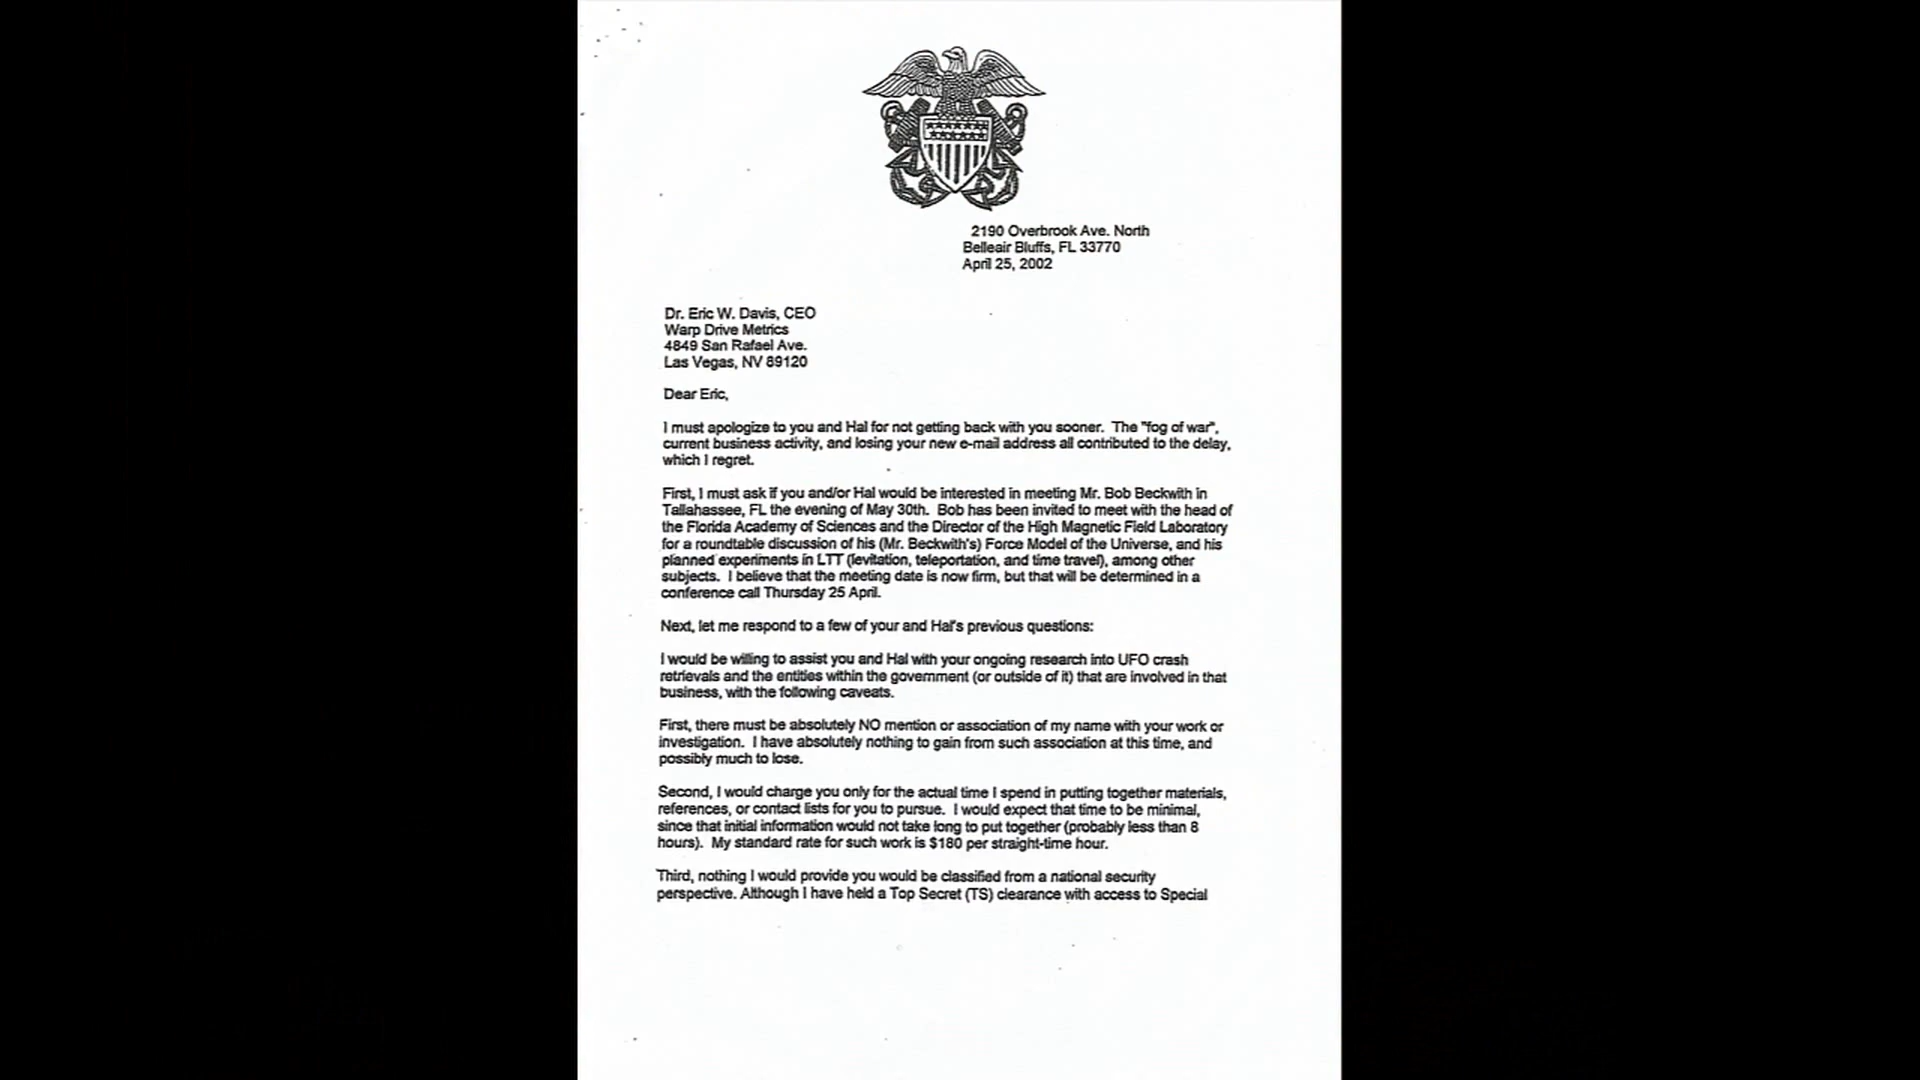 2190 Overbrook Ave. North
Belleair Bluffs, FL 33770
April 25, 2002
Dr. Eric W. Davis, CEO
Warp Drive Metrics
4849 San Rafael Ave.
Las Vegas, NV 89120
Dear Eric,
I must apologize to you and Hal for not getting back with you sooner. The "fog of war",
current business activity, and losing your new e-mail address all contributed to the delay,
which I regret.
First, I must ask if you and/or Hal would be interested in meeting Mr. Bob Beckwith in
Tallahassee, FL the evening of May 30th. Bob has been invited to meet with the head of
the Florida Academy of Sciences and the Director of the High Magnetic Field Laboratory
for a roundtable discussion of his (Mr. Beckwith's) Force Model of the Universe, and his
planned experiments in LTT (levitation, teleportation, and time travel), among other
subjects. I believe that the meeting date is now firm, but that will be determined in a
conference call Thursday 25 April.
Next, let me respond to a few of your and Hal's previous questions:
I would be willing to assist you and Hal with your ongoing research into UFO crash
retrievals and the entities within the government (or outside of it) that are involved in that
business, with the following caveats.
First, there must be absolutely NO mention or association of my name with your work or
investigation. I have absolutely nothing to gain from such association at this time, and
possibly much to lose.
Second, I would charge you only for the actual time I spend in putting together materials,
references, or contact lists for you to pursue. I would expect that time to be minimal,
since that initial information would not take long to put together (probably less than 8
hours). My standard rate for such work is $180 per straight-time hour.
Third, nothing I would provide you would be classified from a national security
perspective. Although I have held a Top Secret (TS) clearance with access to Special